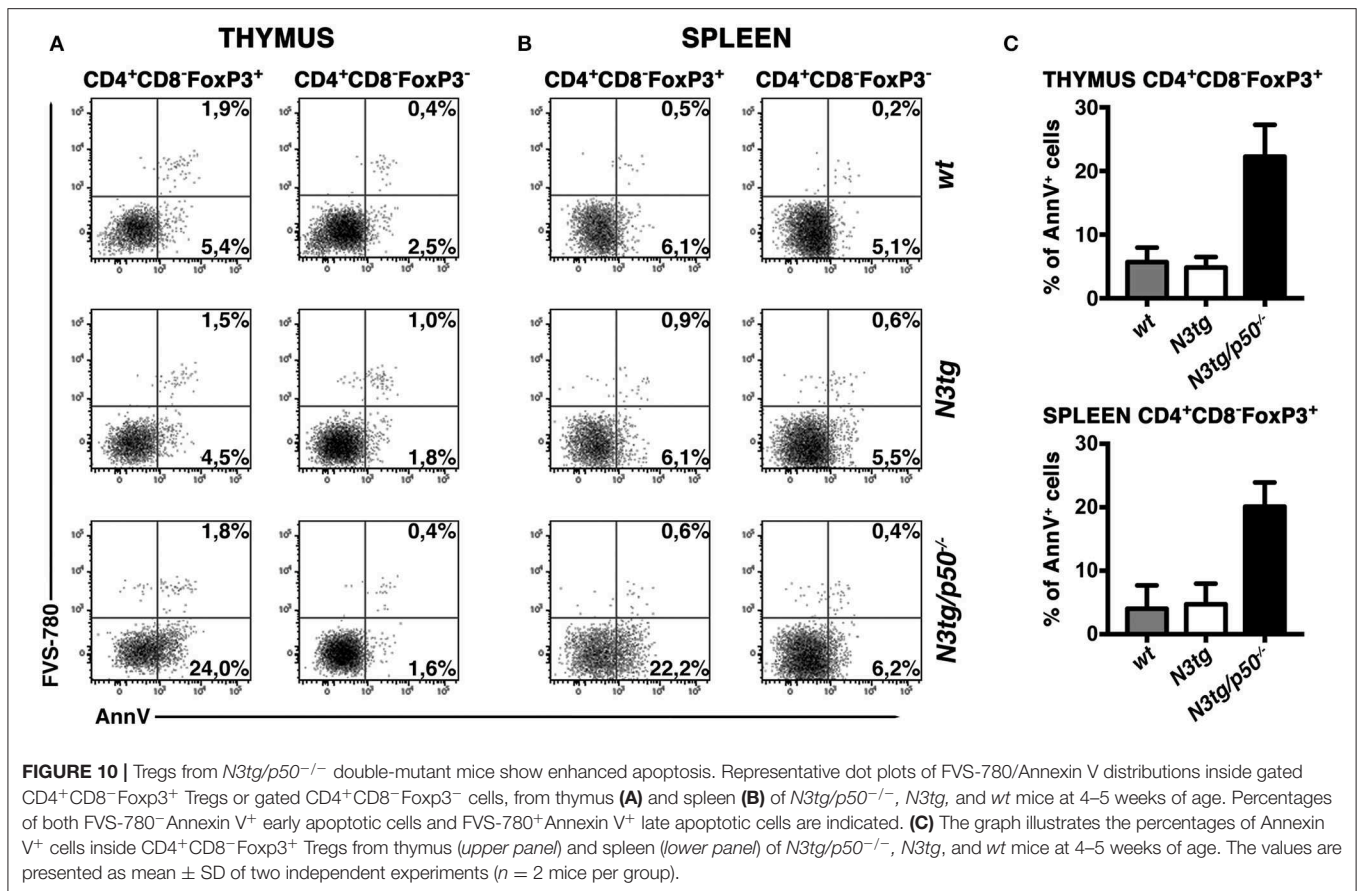 A THYMUS B SPLEEN C
CD4⁺CD8⁻FoxP3⁺ CD4⁺CD8⁻FoxP3⁻ CD4⁺CD8⁻FoxP3⁺ CD4⁺CD8⁻FoxP3⁻
10⁵ 10⁴ 10³ 0
1,9% 0,4% 0,5% 0,2%
5,4% 2,5% 6,1% 5,1%
0 10³ 10⁴ 10⁵
wt
1,5% 1,0% 0,9% 0,6%
4,5% 1,8% 6,1% 5,5%
N3tg
1,8% 0,4% 0,6% 0,4%
24,0% 1,6% 22,2% 6,2%
N3tg/p50⁻/⁻
FVS-780
AnnV
THYMUS CD4⁺CD8⁻FoxP3⁺
% of AnnV⁺ cells
30
20
10
0
wt N3tg N3tg/p50⁻/⁻
SPLEEN CD4⁺CD8⁻FoxP3⁺
% of AnnV⁺ cells
30
20
10
0
wt N3tg N3tg/p50⁻/⁻
FIGURE 10 | Tregs from N3tg/p50⁻/⁻ double-mutant mice show enhanced apoptosis. Representative dot plots of FVS-780/Annexin V distributions inside gated
CD4⁺CD8⁻Foxp3⁺ Tregs or gated CD4⁺CD8⁻Foxp3⁻ cells, from thymus (A) and spleen (B) of N3tg/p50⁻/⁻, N3tg, and wt mice at 4–5 weeks of age. Percentages
of both FVS-780⁻Annexin V⁺ early apoptotic cells and FVS-780⁺Annexin V⁺ late apoptotic cells are indicated. (C) The graph illustrates the percentages of Annexin
V⁺ cells inside CD4⁺CD8⁻Foxp3⁺ Tregs from thymus (upper panel) and spleen (lower panel) of N3tg/p50⁻/⁻, N3tg, and wt mice at 4–5 weeks of age. The values are
presented as mean ± SD of two independent experiments (n = 2 mice per group).